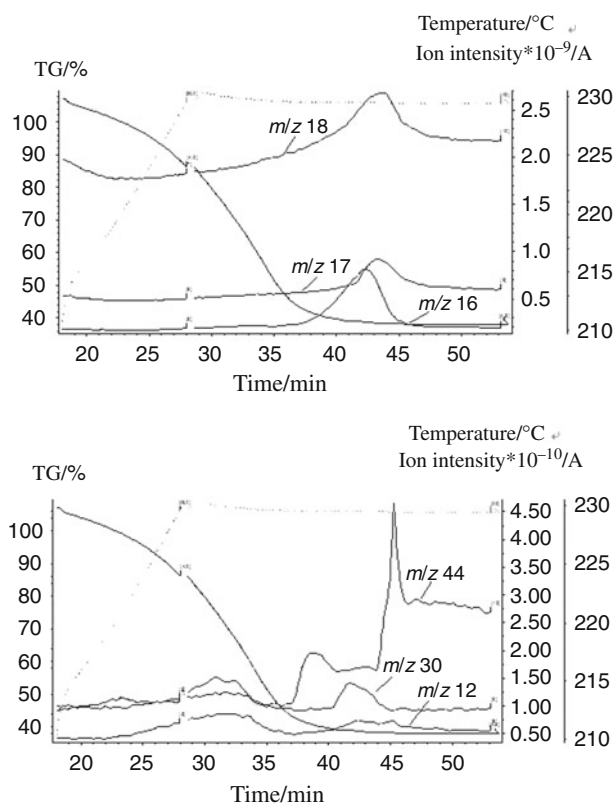 Temperature/°C
Ion intensity*10⁻⁹/A
TG/%
100
90
80
70
60
50
40
2.5
2.0
1.5
1.0
0.5
230
225
220
215
210
m/z 18
m/z 17
m/z 16
20 25 30 35 40 45 50
Time/min
Temperature/°C
Ion intensity*10⁻¹⁰/A
TG/%
100
90
80
70
60
50
40
4.50
4.00
3.50
3.00
2.50
2.00
1.50
1.00
0.50
230
225
220
215
210
m/z 44
m/z 30
m/z 12
20 25 30 35 40 45 50
Time/min